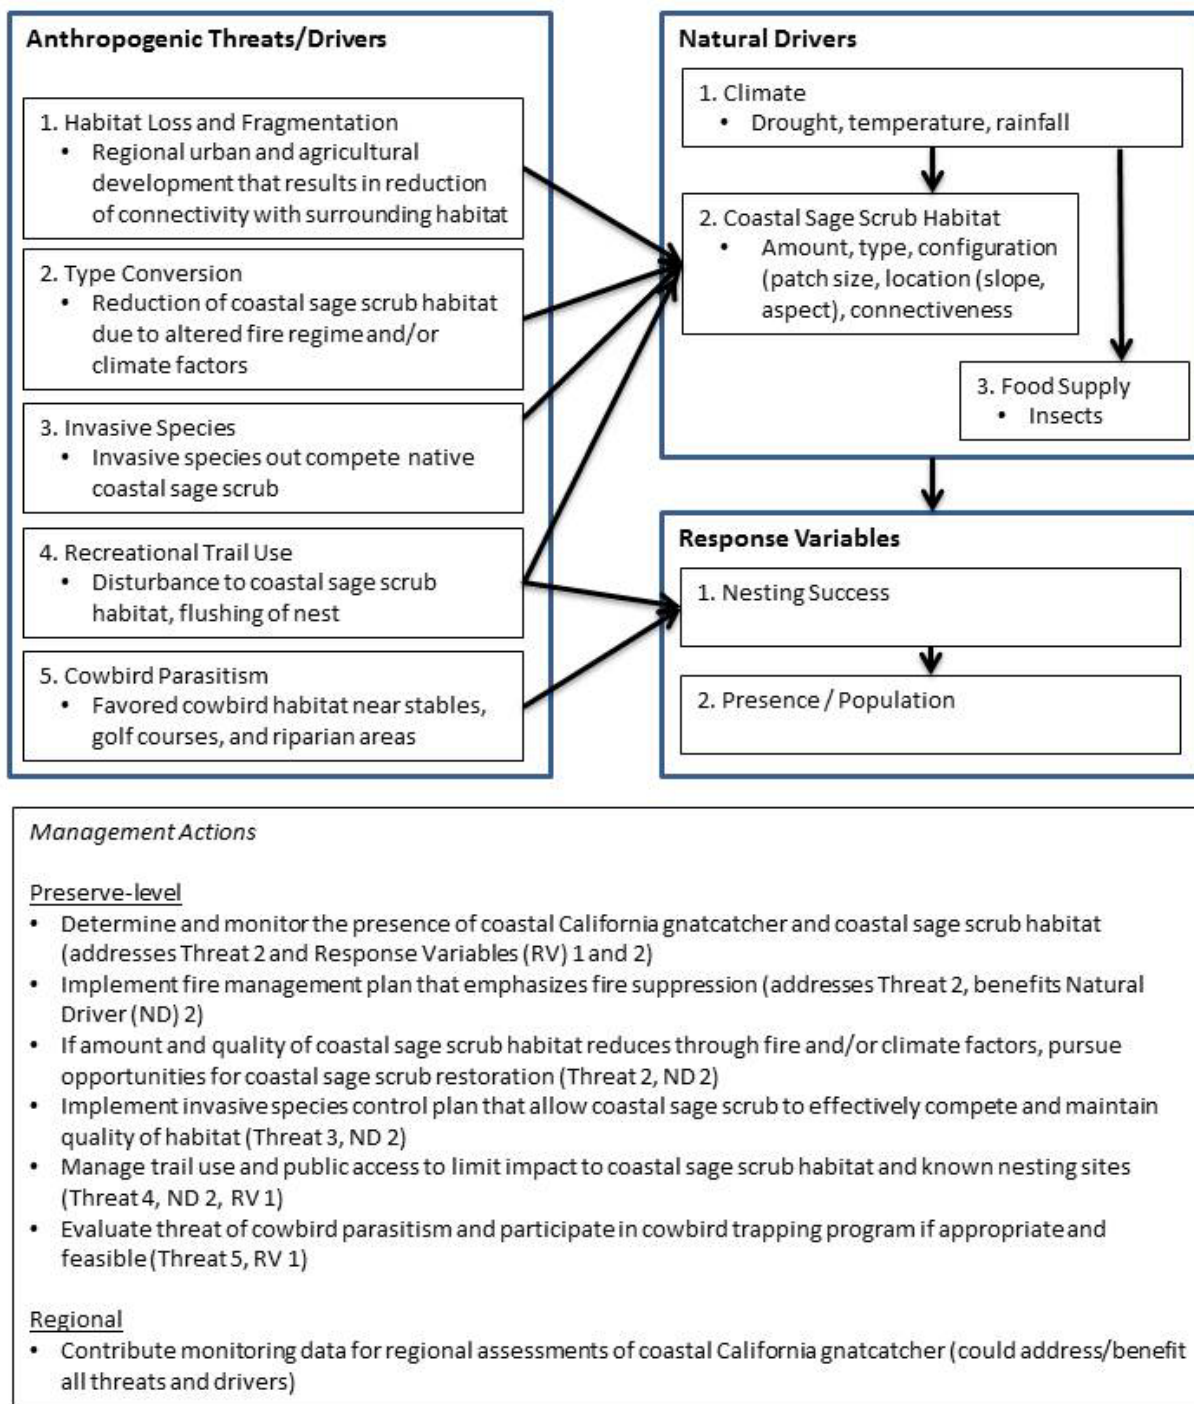 Anthropogenic Threats/Drivers
1. Habitat Loss and Fragmentation
• Regional urban and agricultural
development that results in reduction
of connectivity with surrounding habitat
2. Type Conversion
• Reduction of coastal sage scrub habitat
due to altered fire regime and/or
climate factors
3. Invasive Species
• Invasive species out compete native
coastal sage scrub
4. Recreational Trail Use
• Disturbance to coastal sage scrub
habitat, flushing of nest
5. Cowbird Parasitism
• Favored cowbird habitat near stables,
golf courses, and riparian areas
Natural Drivers
1. Climate
• Drought, temperature, rainfall
2. Coastal Sage Scrub Habitat
• Amount, type, configuration
(patch size, location (slope,
aspect), connectiveness
3. Food Supply
• Insects
Response Variables
1. Nesting Success
2. Presence / Population
Management Actions
Preserve-level
• Determine and monitor the presence of coastal California gnatcatcher and coastal sage scrub habitat
(addresses Threat 2 and Response Variables (RV) 1 and 2)
• Implement fire management plan that emphasizes fire suppression (addresses Threat 2, benefits Natural
Driver (ND) 2)
• If amount and quality of coastal sage scrub habitat reduces through fire and/or climate factors, pursue
opportunities for coastal sage scrub restoration (Threat 2, ND 2)
• Implement invasive species control plan that allow coastal sage scrub to effectively compete and maintain
quality of habitat (Threat 3, ND 2)
• Manage trail use and public access to limit impact to coastal sage scrub habitat and known nesting sites
(Threat 4, ND 2, RV 1)
• Evaluate threat of cowbird parasitism and participate in cowbird trapping program if appropriate and
feasible (Threat 5, RV 1)
Regional
• Contribute monitoring data for regional assessments of coastal California gnatcatcher (could address/benefit
all threats and drivers)